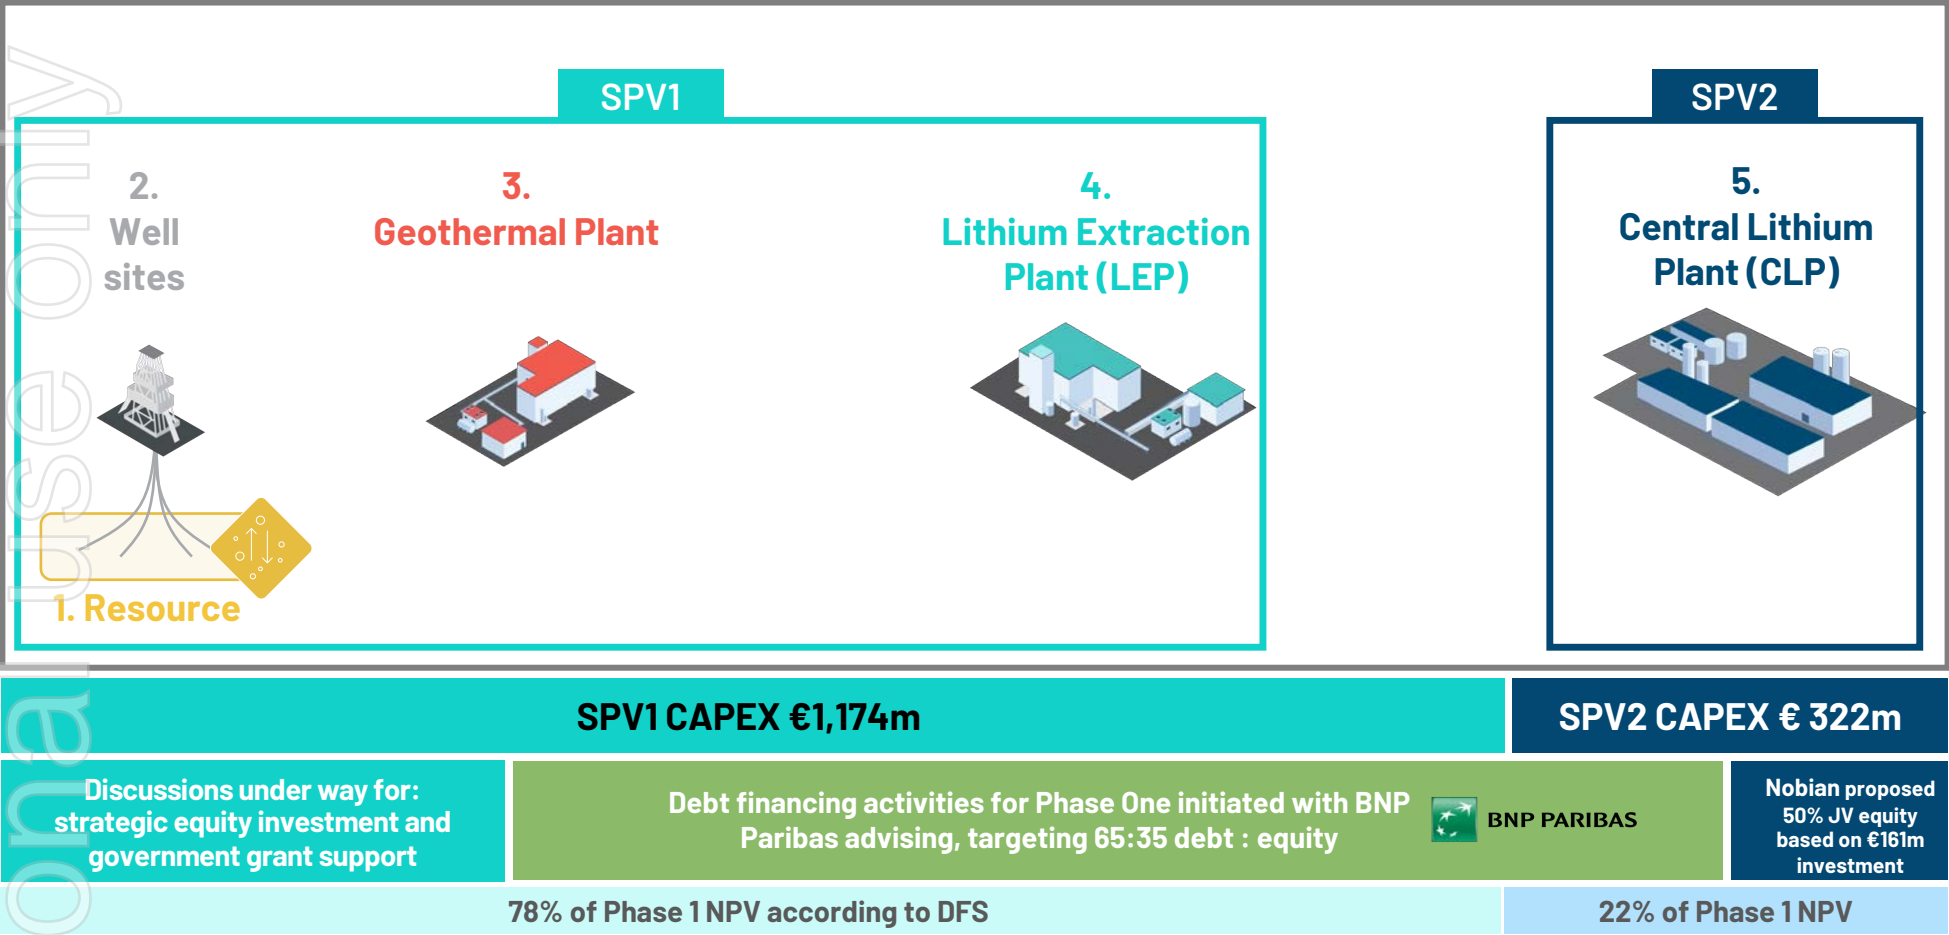 SPV1
SPV2
2.
Well
sites
3.
Geothermal Plant
4.
Lithium Extraction
Plant (LEP)
5.
Central Lithium
Plant (CLP)
1. Resource
SPV1 CAPEX €1,174m
SPV2 CAPEX € 322m
Discussions under way for:
strategic equity investment and
government grant support
Debt financing activities for Phase One initiated with BNP
Paribas advising, targeting 65:35 debt : equity
BNP PARIBAS
Nobian proposed
50% JV equity
based on €161m
investment
78% of Phase 1 NPV according to DFS
22% of Phase 1 NPV
onal use only